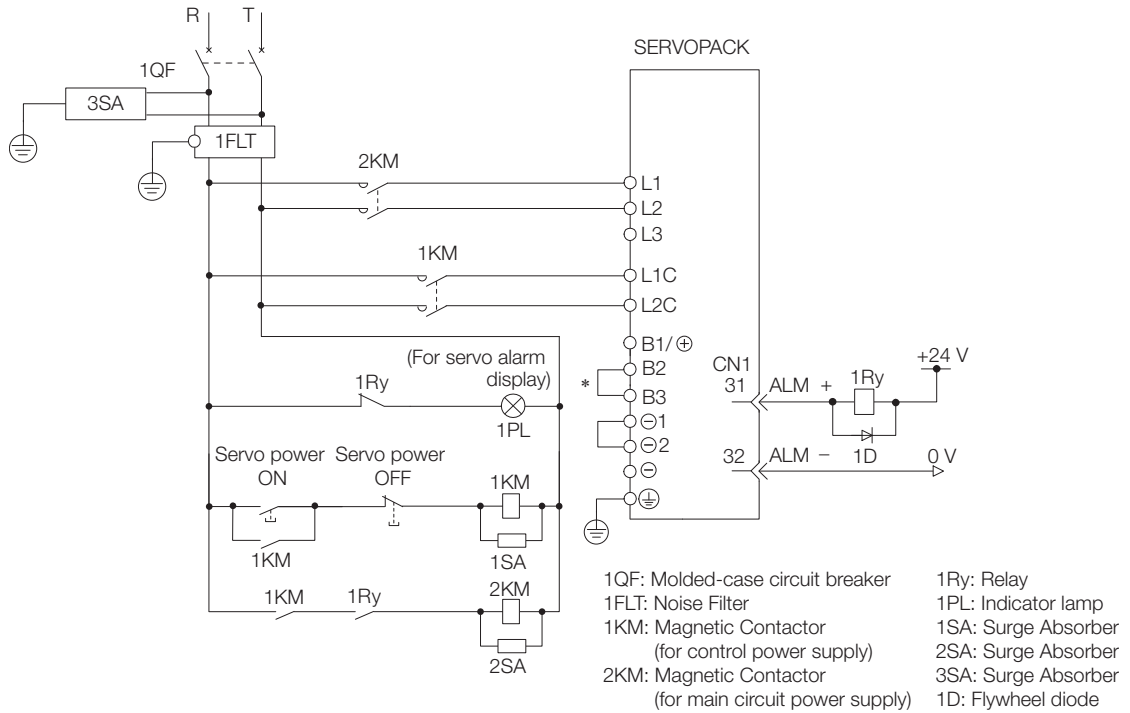 R T
SERVOPACK
1QF
3SA
1FLT
2KM
L1
L2
L3
1KM
L1C
L2C
B1/⊕
(For servo alarm
display)
1Ry
1PL
B2
*
B3
⊖1
⊖2
⊖
CN1
31 ALM +
1Ry
+24 V
1D
32 ALM −
0 V
Servo power
ON
Servo power
OFF
1KM
1KM
1SA
1KM
1Ry
2KM
2SA
1QF: Molded-case circuit breaker
1FLT: Noise Filter
1KM: Magnetic Contactor
(for control power supply)
2KM: Magnetic Contactor
(for main circuit power supply)
1Ry: Relay
1PL: Indicator lamp
1SA: Surge Absorber
2SA: Surge Absorber
3SA: Surge Absorber
1D: Flywheel diode